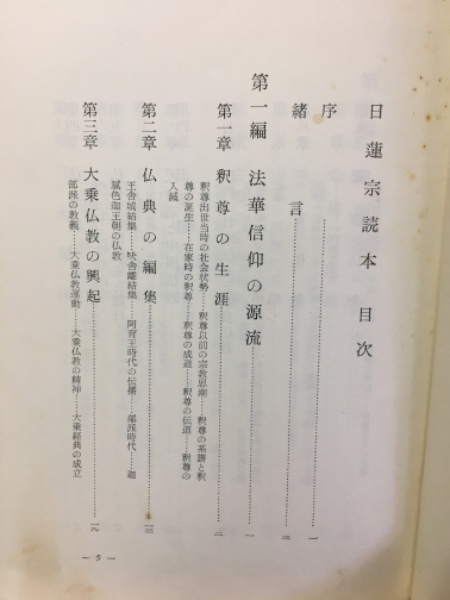 日蓮宗読本 目次
序……一
緒言……三
第一編 法華信仰の源流……一
第一章 釈尊の生涯……二
釈尊出世当時の社会状勢……釈尊以前の宗教思潮……釈尊の系譜と釈
尊の誕生……在家時の釈尊……釈尊の成道……釈尊の伝道……釈尊の
入滅
第二章 仏典の編集……一三
王舎城結集……吠舎離結集……阿育王時代の伝播……部派時代……迦
膩色迦王朝の仏教
第三章 大乗仏教の興起……一九
部派の教義……大乗仏教運動……大乗仏教の精神……大乗経典の成立
— 5 —